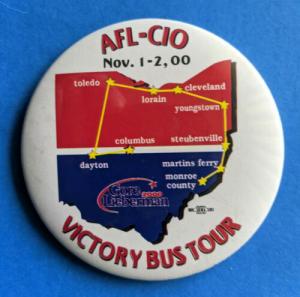 AFL-CIO
Nov. 1-2, 00
toledo
cleveland
lorain
youngstown
columbus
steubenville
dayton
martins ferry
monroe
county
Gore 2000
Lieberman
VICTORY BUS TOUR